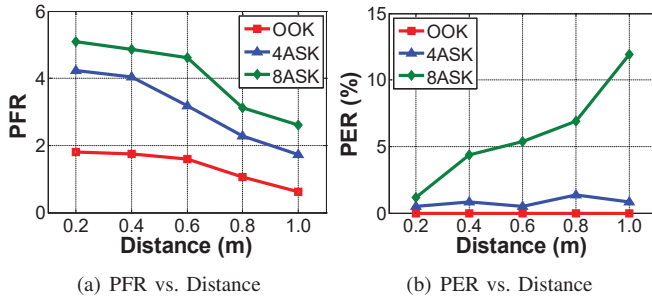 6
4
2
0
PFR
OOK
4ASK
8ASK
0.2 0.4 0.6 0.8 1.0
Distance (m)
(a) PFR vs. Distance
15
10
5
0
PER (%)
OOK
4ASK
8ASK
0.2 0.4 0.6 0.8 1.0
Distance (m)
(b) PER vs. Distance